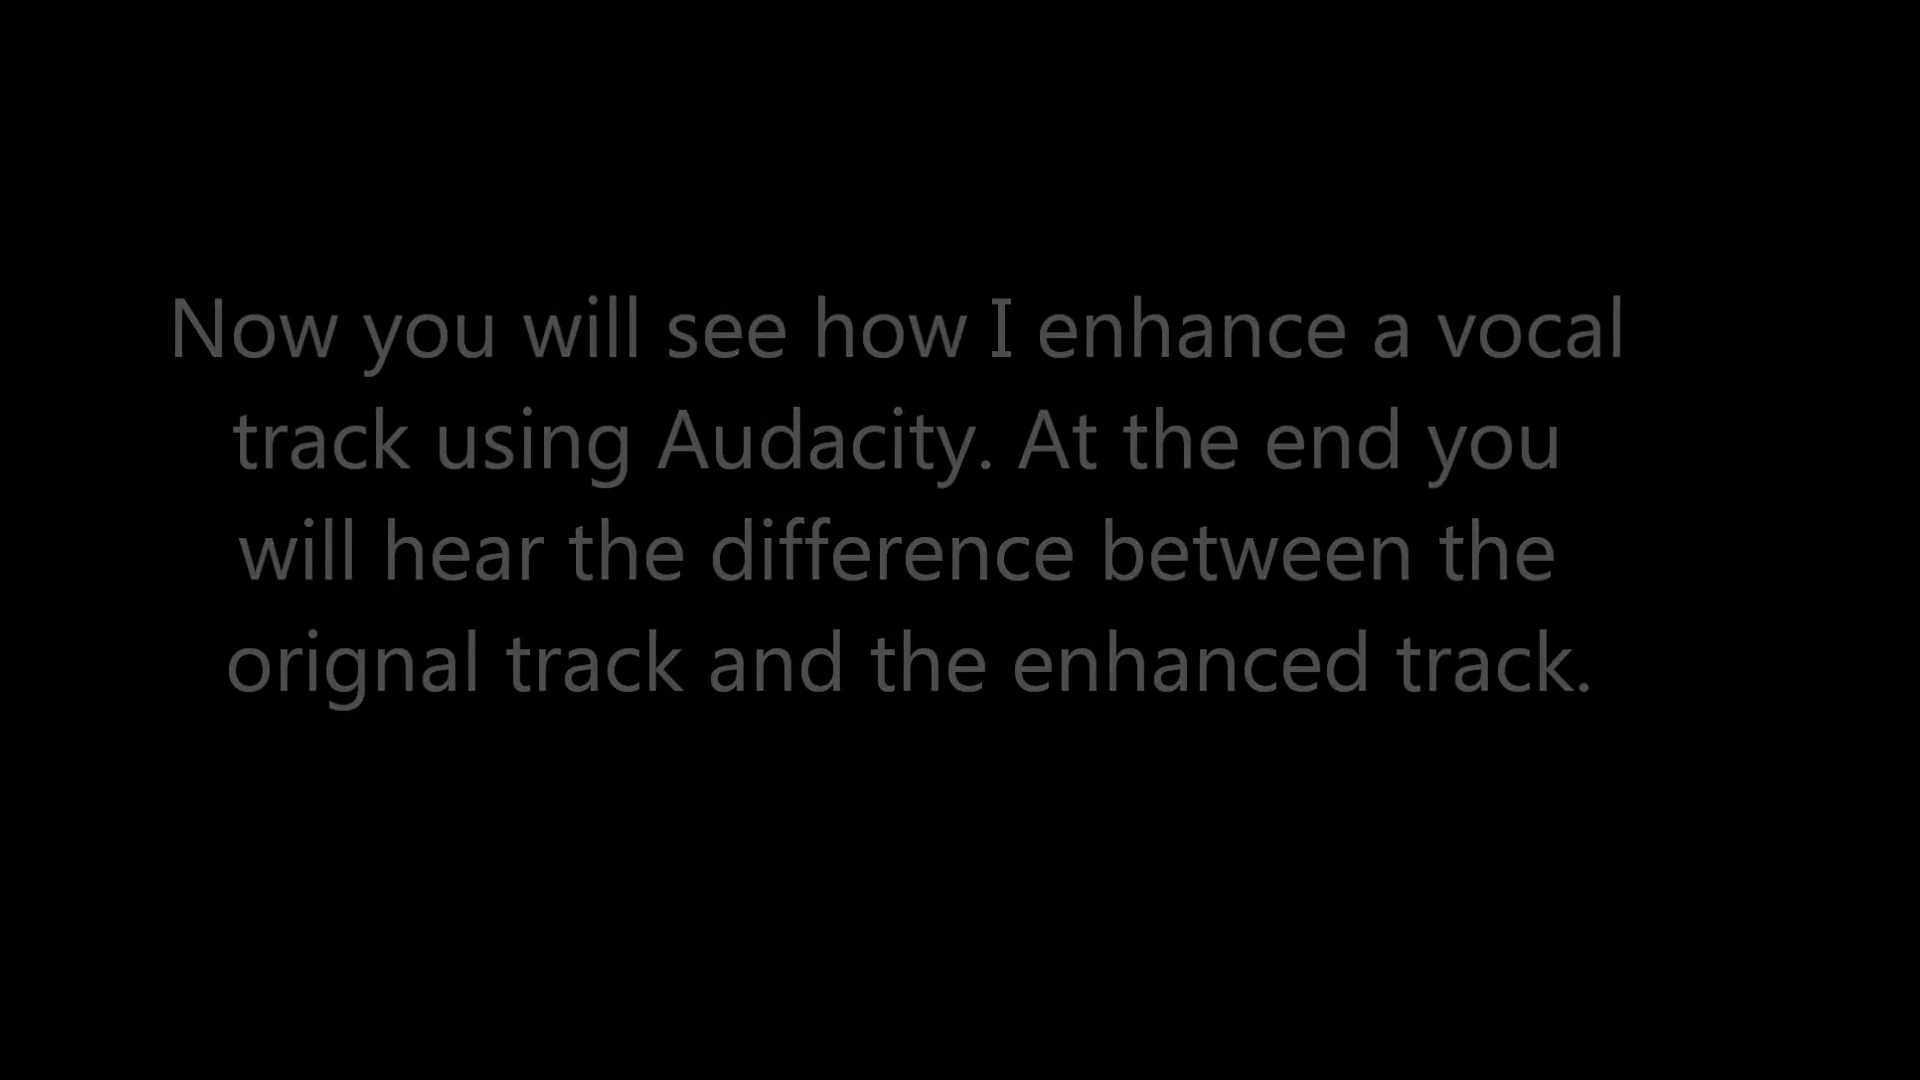 Now you will see how I enhance a vocal
track using Audacity. At the end you
will hear the difference between the
orignal track and the enhanced track.